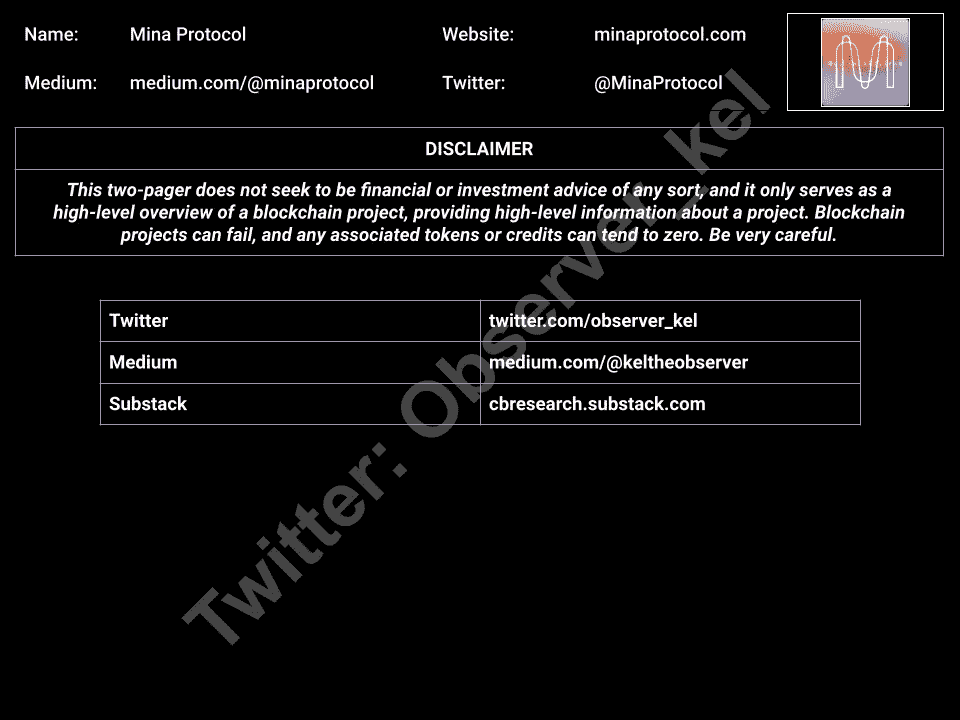 Name: Mina Protocol Website: minaprotocol.com
Medium: medium.com/@minaprotocol Twitter: @MinaProtocol
DISCLAIMER
This two-pager does not seek to be financial or investment advice of any sort, and it only serves as a
high-level overview of a blockchain project, providing high-level information about a project. Blockchain
projects can fail, and any associated tokens or credits can tend to zero. Be very careful.
Twitter twitter.com/observer_kel
Medium medium.com/@keltheobserver
Substack cbresearch.substack.com
Twitter: Observer_kel